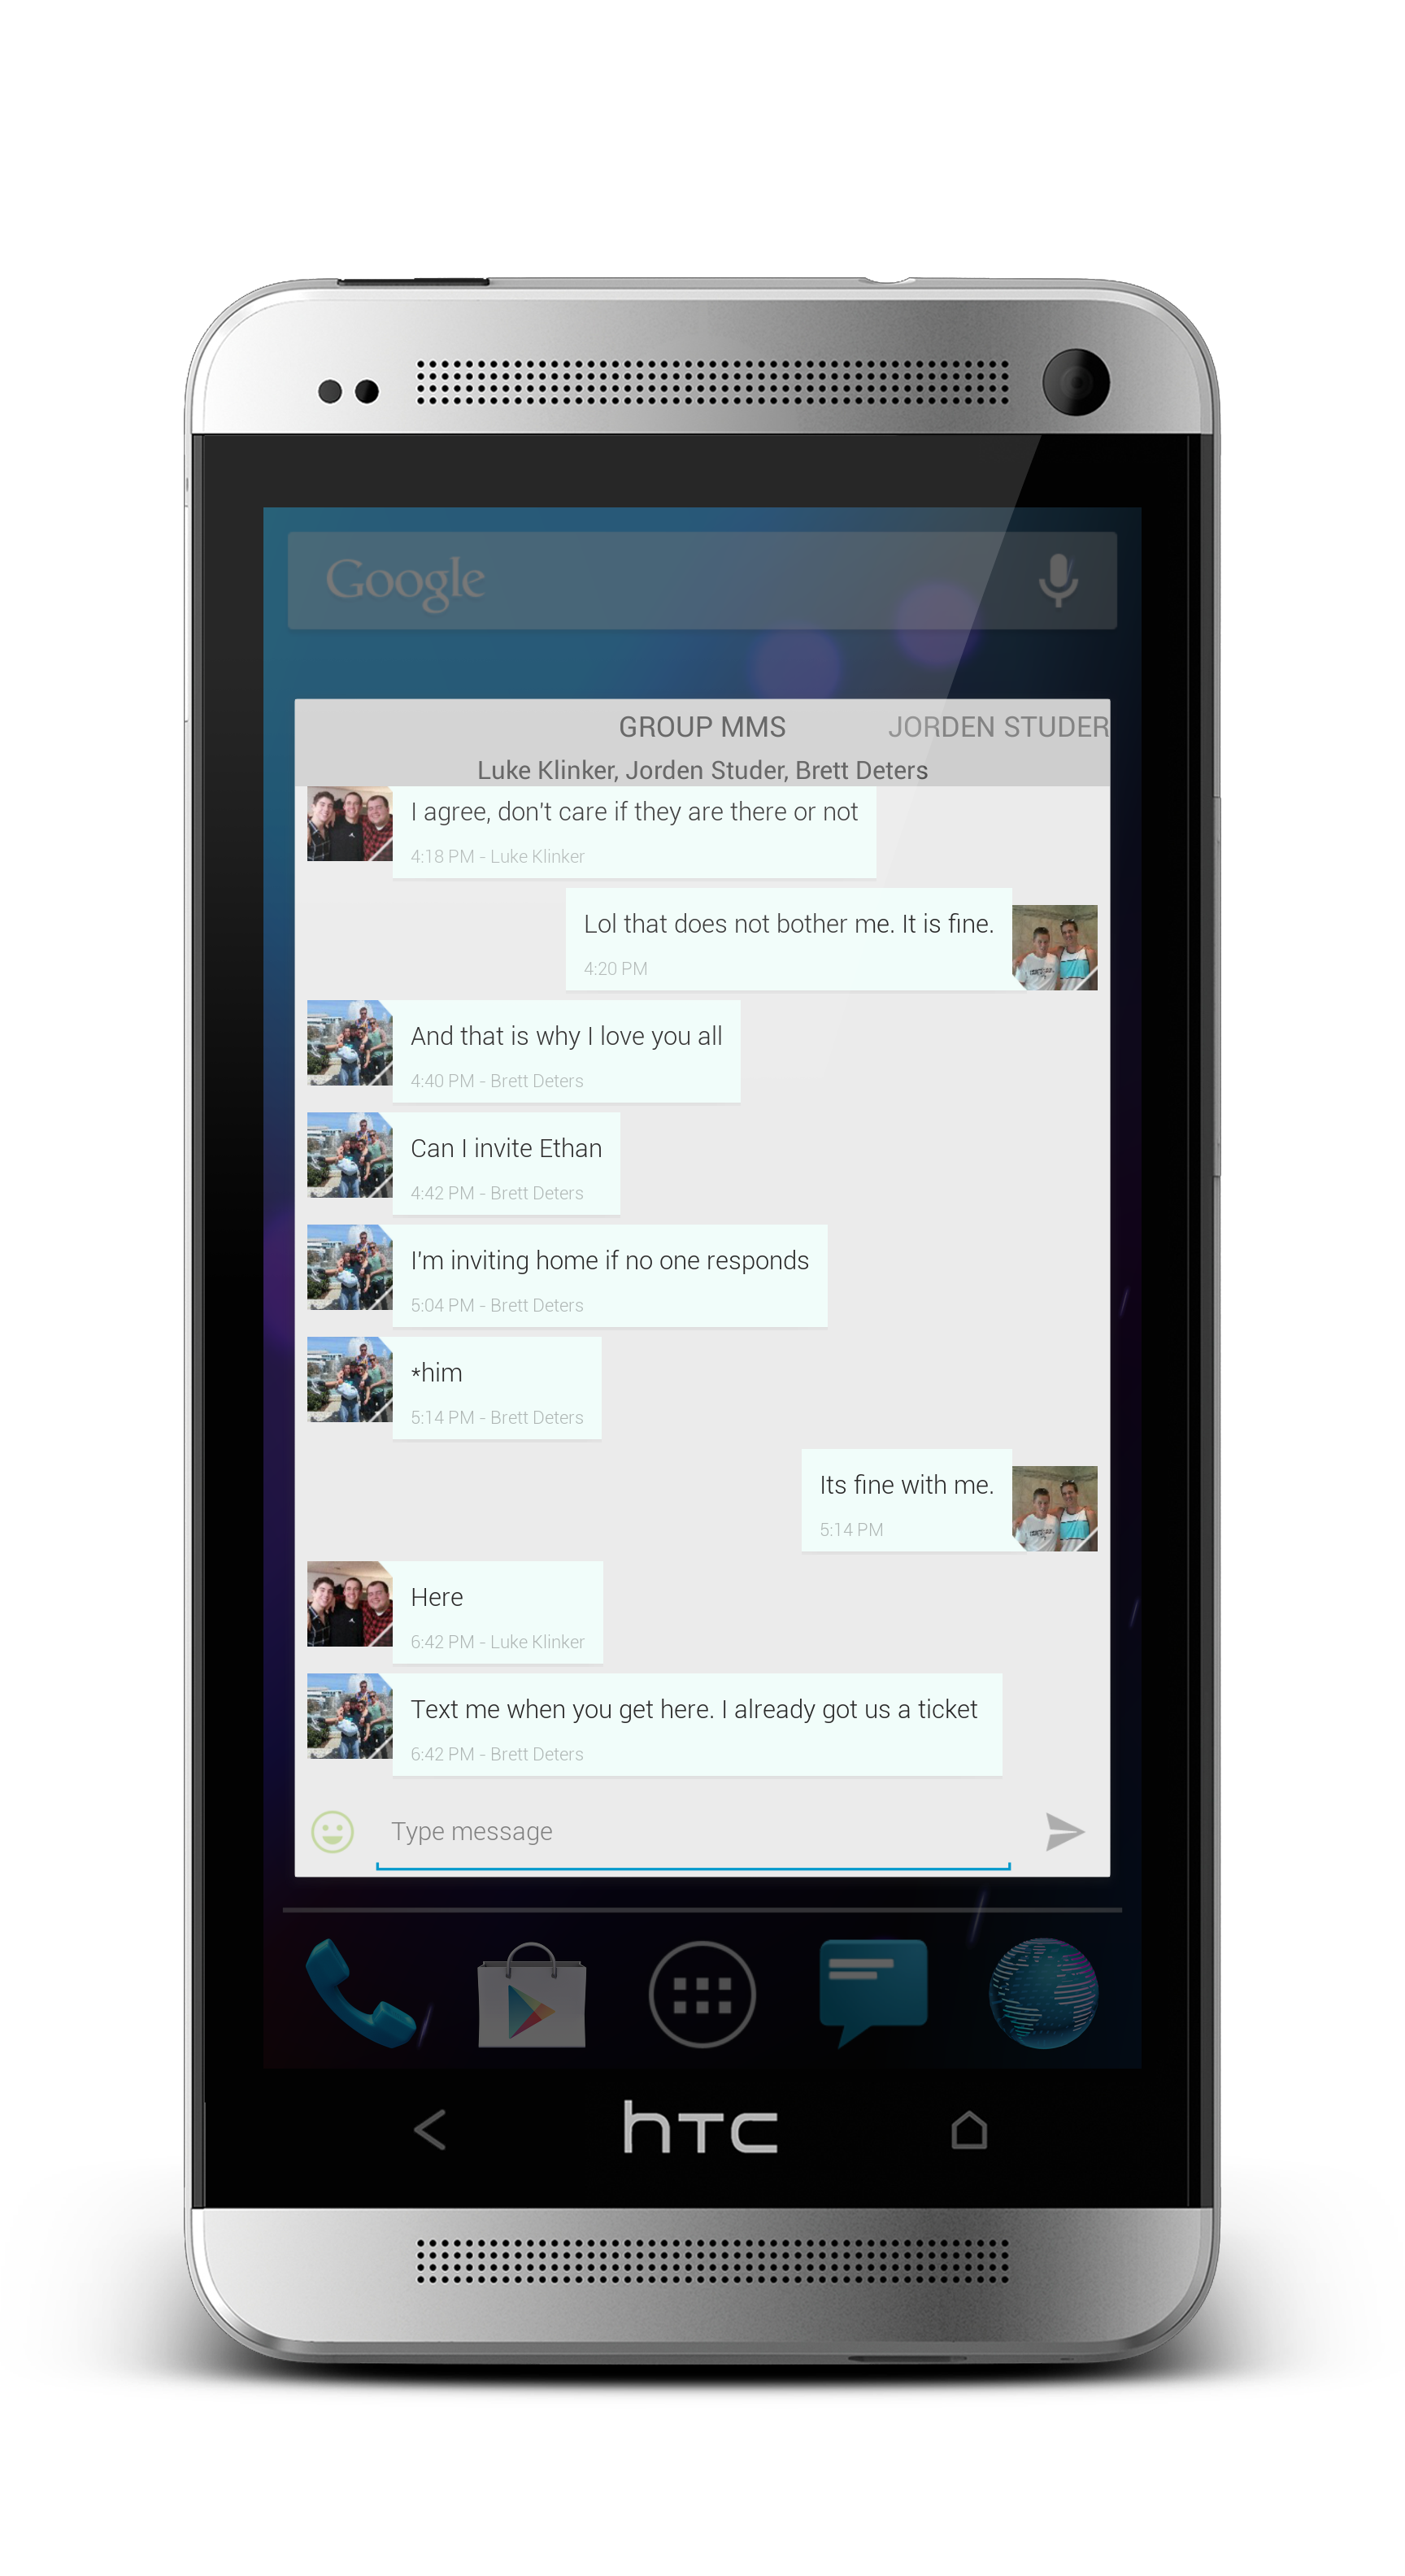 Google
GROUP MMS
JORDEN STUDER
Luke Klinker, Jorden Studer, Brett Deters
I agree, don't care if they are there or not
4:18 PM - Luke Klinker
Lol that does not bother me. It is fine.
4:20 PM
And that is why I love you all
4:40 PM - Brett Deters
Can I invite Ethan
4:42 PM - Brett Deters
I'm inviting home if no one responds
5:04 PM - Brett Deters
*him
5:14 PM - Brett Deters
Its fine with me.
5:14 PM
Here
6:42 PM - Luke Klinker
Text me when you get here. I already got us a ticket
6:42 PM - Brett Deters
Type message
hTC